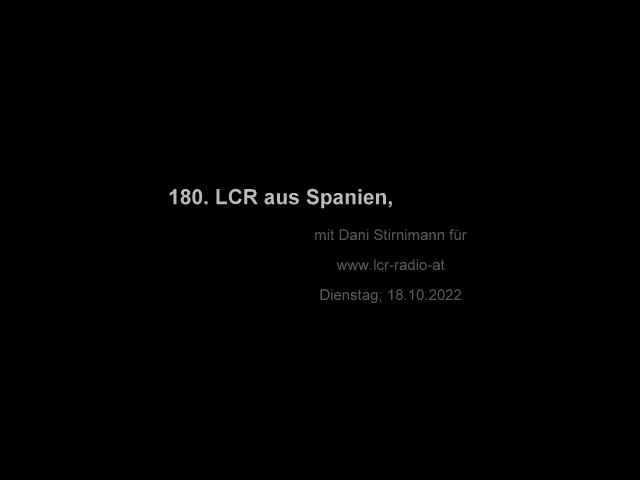 180. LCR aus Spanien,
mit Dani Stirnimann für
www.lcr-radio-at
Dienstag; 18.10.2022